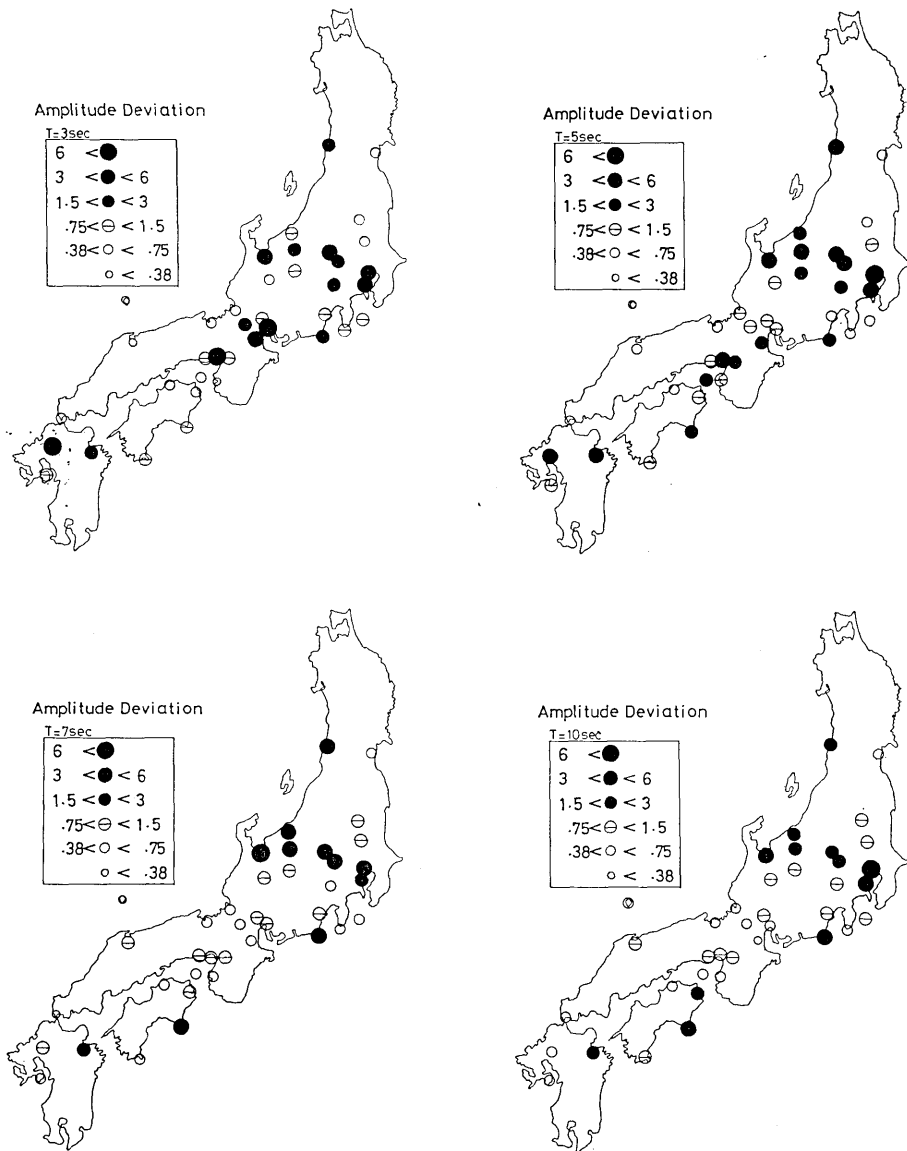 Amplitude Deviation
T=3sec
6 <
3 < < 6
1.5 < < 3
.75< < 1.5
.38< < .75
< .38
Amplitude Deviation
T=5sec
6 <
3 < < 6
1.5 < < 3
.75< < 1.5
.38< < .75
< .38
Amplitude Deviation
T=7sec
6 <
3 < < 6
1.5 < < 3
.75< < 1.5
.38< < .75
< .38
Amplitude Deviation
T=10sec
6 <
3 < < 6
1.5 < < 3
.75< < 1.5
.38< < .75
< .38